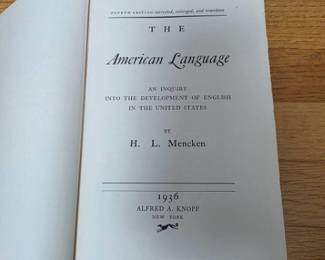 FOURTH EDITION corrected, enlarged, and rewritten
THE
American Language
AN INQUIRY
INTO THE DEVELOPMENT OF ENGLISH
IN THE UNITED STATES
BY
H. L. Mencken
1936
ALFRED A. KNOPF
NEW YORK